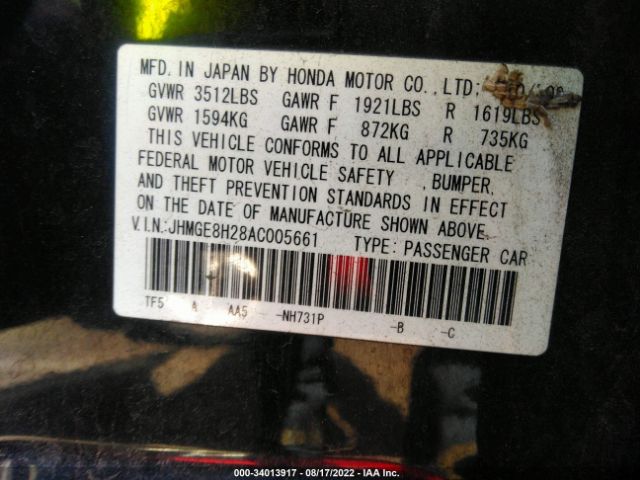 MFD. IN JAPAN BY HONDA MOTOR CO., LTD:
GVWR 3512LBS GAWR F 1921LBS R 1619LBS
GVWR 1594KG GAWR F 872KG R 735KG
THIS VEHICLE CONFORMS TO ALL APPLICABLE
FEDERAL MOTOR VEHICLE SAFETY , BUMPER,
AND THEFT PREVENTION STANDARDS IN EFFECT
ON THE DATE OF MANUFACTURE SHOWN ABOVE.
V.I.N.: JHMGE8H28AC005661 TYPE: PASSENGER CAR
TF5 A AA5 -NH731P -B -C
000-34013917 - 08/17/2022 - IAA Inc.